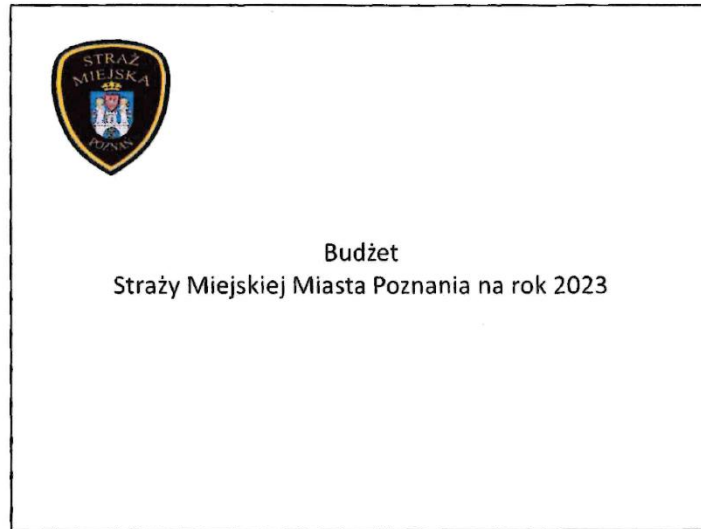 STRAŻ
MIEJSKA
POZNAŃ
Budżet
Straży Miejskiej Miasta Poznania na rok 2023